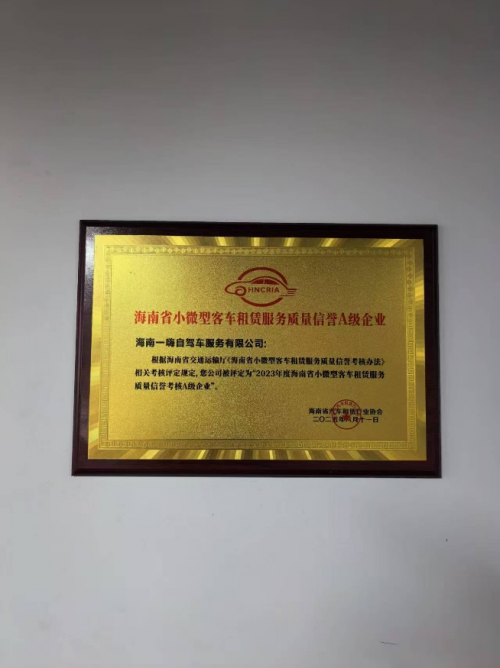 HNCRIA
海南省小微型客车租赁服务质量信誉A级企业
海南一嗨自驾车服务有限公司:
根据海南省交通运输厅《海南省小微型客车租赁服务质量信誉考核办法》
相关考核评定规定,您公司被评定为“2023年度海南省小微型客车租赁服务
质量信誉考核A级企业”。
海南省汽车租赁行业协会
月十一日